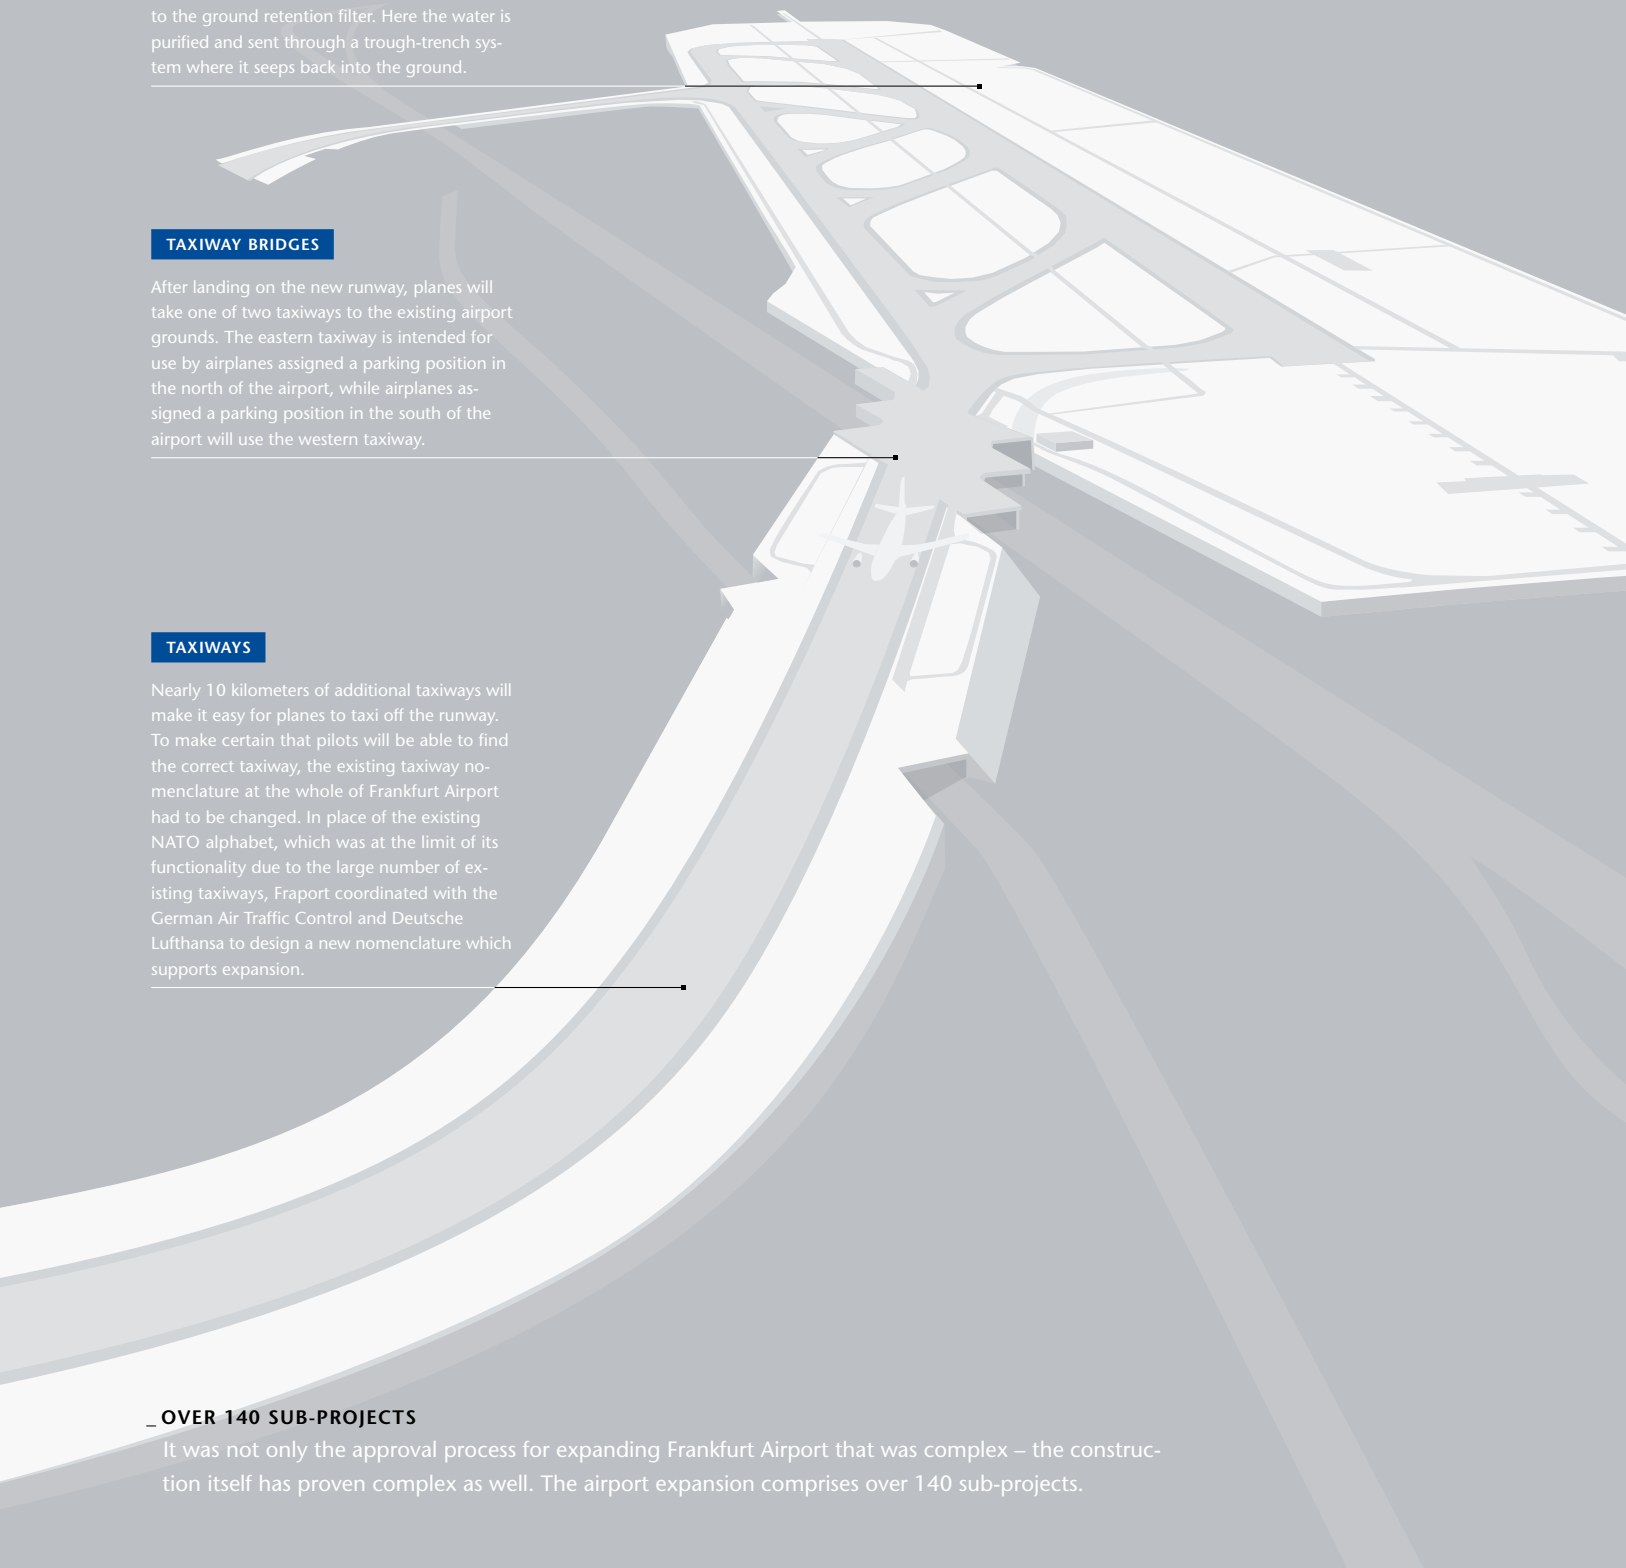 to the ground retention filter. Here the water is
purified and sent through a trough-trench sys-
tem where it seeps back into the ground.
TAXIWAY BRIDGES
After landing on the new runway, planes will
take one of two taxiways to the existing airport
grounds. The eastern taxiway is intended for
use by airplanes assigned a parking position in
the north of the airport, while airplanes as-
signed a parking position in the south of the
airport will use the western taxiway.
TAXIWAYS
Nearly 10 kilometers of additional taxiways will
make it easy for planes to taxi off the runway.
To make certain that pilots will be able to find
the correct taxiway, the existing taxiway no-
menclature at the whole of Frankfurt Airport
had to be changed. In place of the existing
NATO alphabet, which was at the limit of its
functionality due to the large number of ex-
isting taxiways, Fraport coordinated with the
German Air Traffic Control and Deutsche
Lufthansa to design a new nomenclature which
supports expansion.
_ OVER 140 SUB-PROJECTS
It was not only the approval process for expanding Frankfurt Airport that was complex – the construc-
tion itself has proven complex as well. The airport expansion comprises over 140 sub-projects.